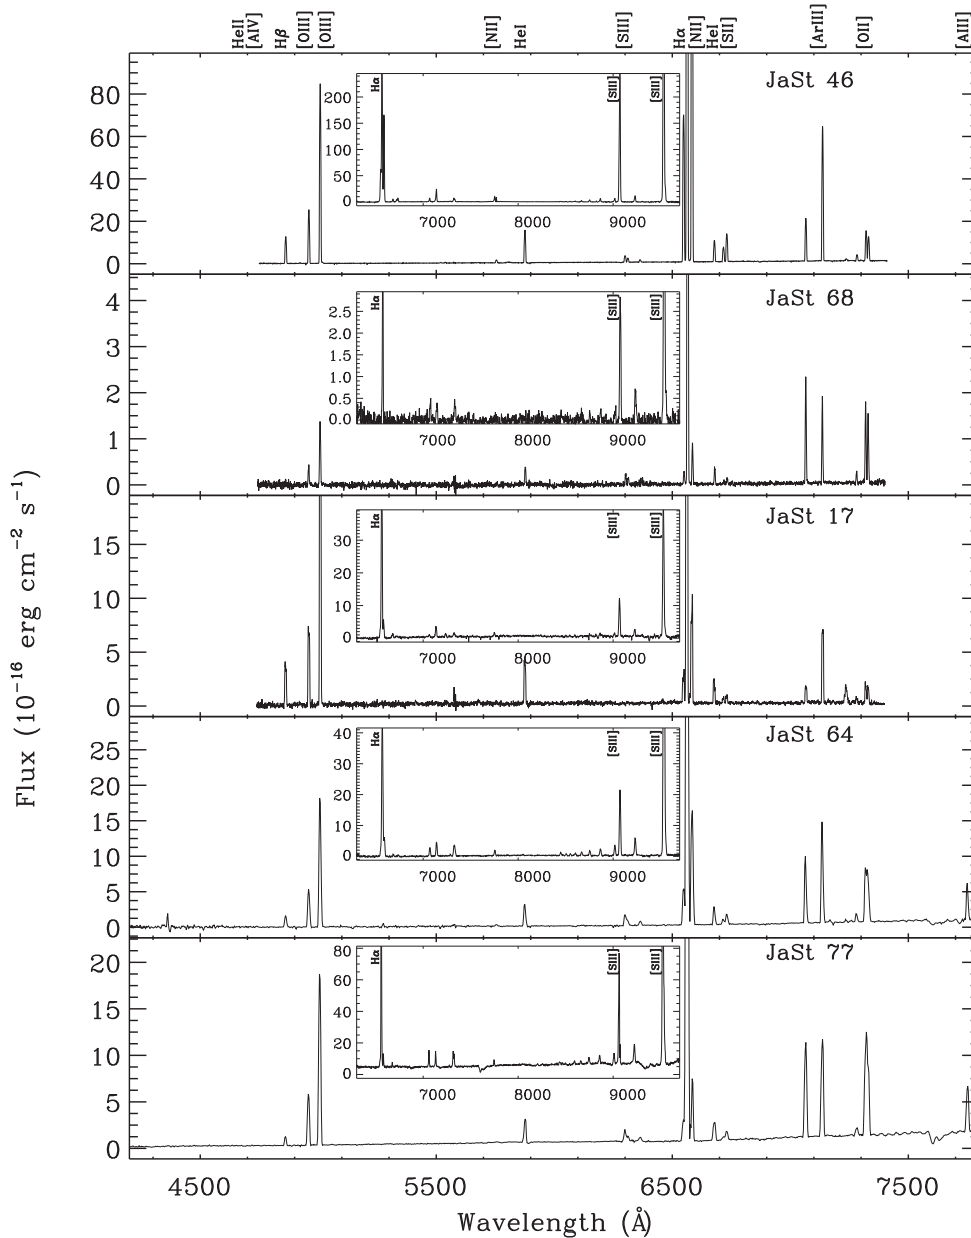 HeII
[AIV]
Hβ
[OIII]
[OIII]
[NII]
HeI
[SIII]
Hα
[NII]
HeI
[SII]
[ArIII]
[OII]
[AIII]
JaSt 46
80
60
40
20
0
Hα
[SIII]
[SIII]
200
150
100
50
0
7000
8000
9000
JaSt 68
4
3
2
1
0
Hα
[SIII]
[SIII]
2.5
2.0
1.5
1.0
0.5
0.0
7000
8000
9000
JaSt 17
15
10
5
0
Hα
[SIII]
[SIII]
30
20
10
0
7000
8000
9000
JaSt 64
25
20
15
10
5
0
Hα
[SIII]
[SIII]
40
30
20
10
0
7000
8000
9000
JaSt 77
20
15
10
5
0
Hα
[SIII]
[SIII]
80
60
40
20
0
7000
8000
9000
4500
5500
6500
7500
Wavelength (Å)
Flux (10⁻¹⁶ erg cm⁻² s⁻¹)